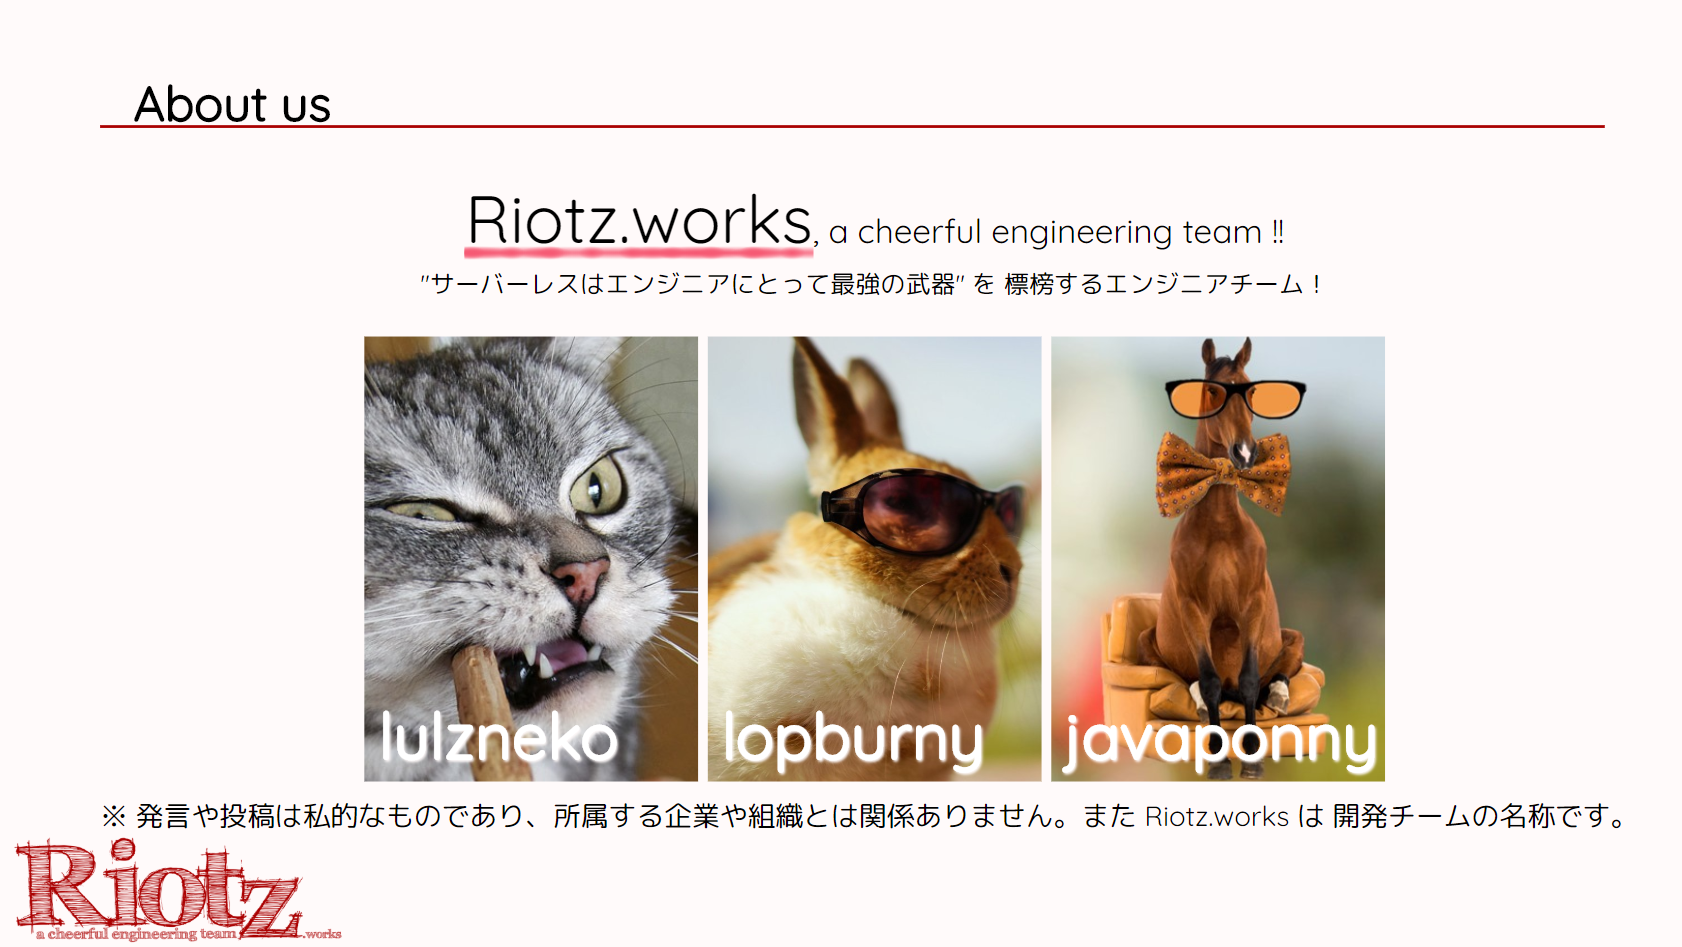 About us
Riotz.works, a cheerful engineering team !!
"サーバーレスはエンジニアにとって最強の武器" を 標榜するエンジニアチーム！
lulzneko
lopburny
javaponny
※ 発言や投稿は私的なものであり、所属する企業や組織とは関係ありません。また Riotz.works は 開発チームの名称です。
Riotz
a cheerful engineering team .works